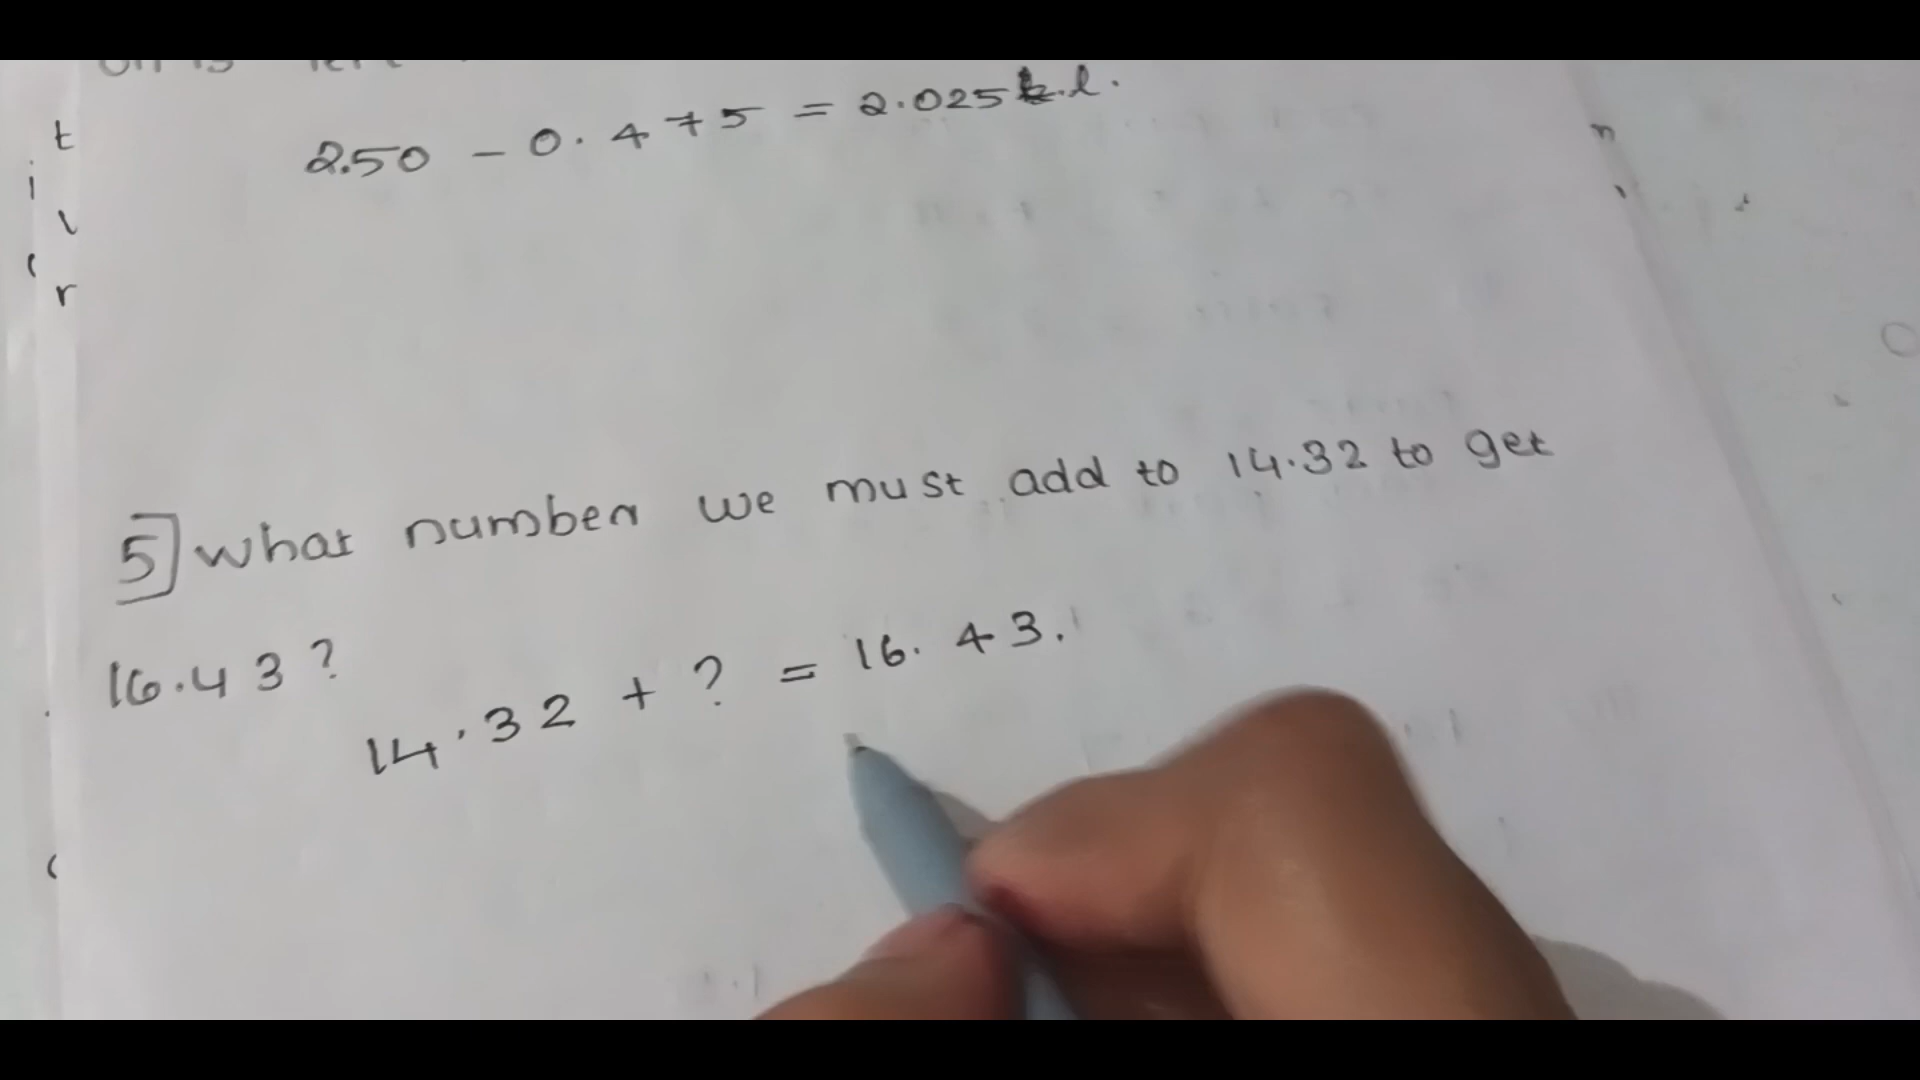 2.50 - 0.475 = 2.025 k.l.
5] What number we must add to 14.32 to get
16.43?
14.32 + ? = 16.43.